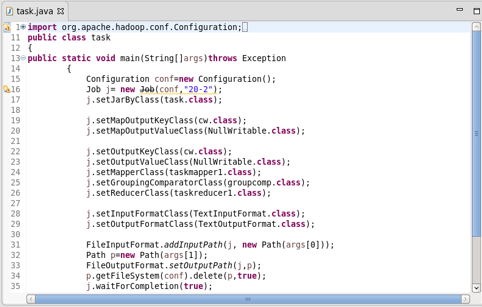 task.java
1 import org.apache.hadoop.conf.Configuration;
11 public class task
12 {
13 public static void main(String[]args)throws Exception
14 {
15 Configuration conf=new Configuration();
16 Job j= new Job(conf,"20-2");
17 j.setJarByClass(task.class);
18
19 j.setMapOutputKeyClass(cw.class);
20 j.setMapOutputValueClass(NullWritable.class);
21
22 j.setOutputKeyClass(cw.class);
23 j.setOutputValueClass(NullWritable.class);
24 j.setMapperClass(taskmapper1.class);
25 j.setGroupingComparatorClass(groupcomp.class);
26 j.setReducerClass(taskreducer1.class);
27
28 j.setInputFormatClass(TextInputFormat.class);
29 j.setOutputFormatClass(TextOutputFormat.class);
30
31 FileInputFormat.addInputPath(j, new Path(args[0]));
32 Path p=new Path(args[1]);
33 FileOutputFormat.setOutputPath(j,p);
34 p.getFileSystem(conf).delete(p,true);
35 j.waitForCompletion(true);